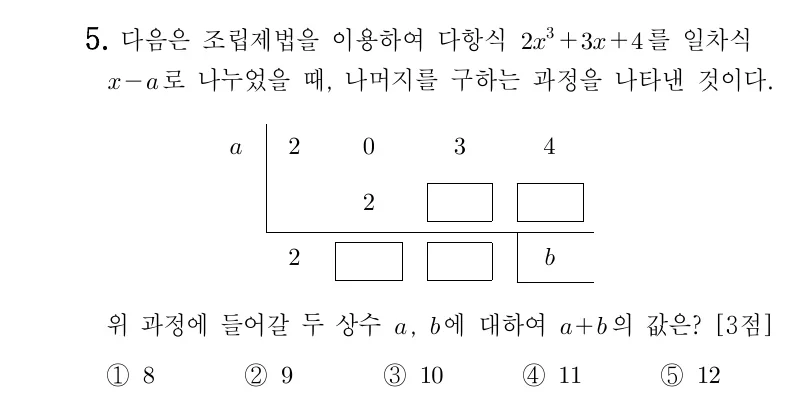 5. 다음은 조립제법을 이용하여 다항식 2x³+3x+4를 일차식
x-a로 나누었을 때, 나머지를 구하는 과정을 나타낸 것이다.
a 2 0 3 4
2
2 b
위 과정에 들어갈 두 상수 a, b에 대하여 a+b의 값은? [3점]
① 8 ② 9 ③ 10 ④ 11 ⑤ 12